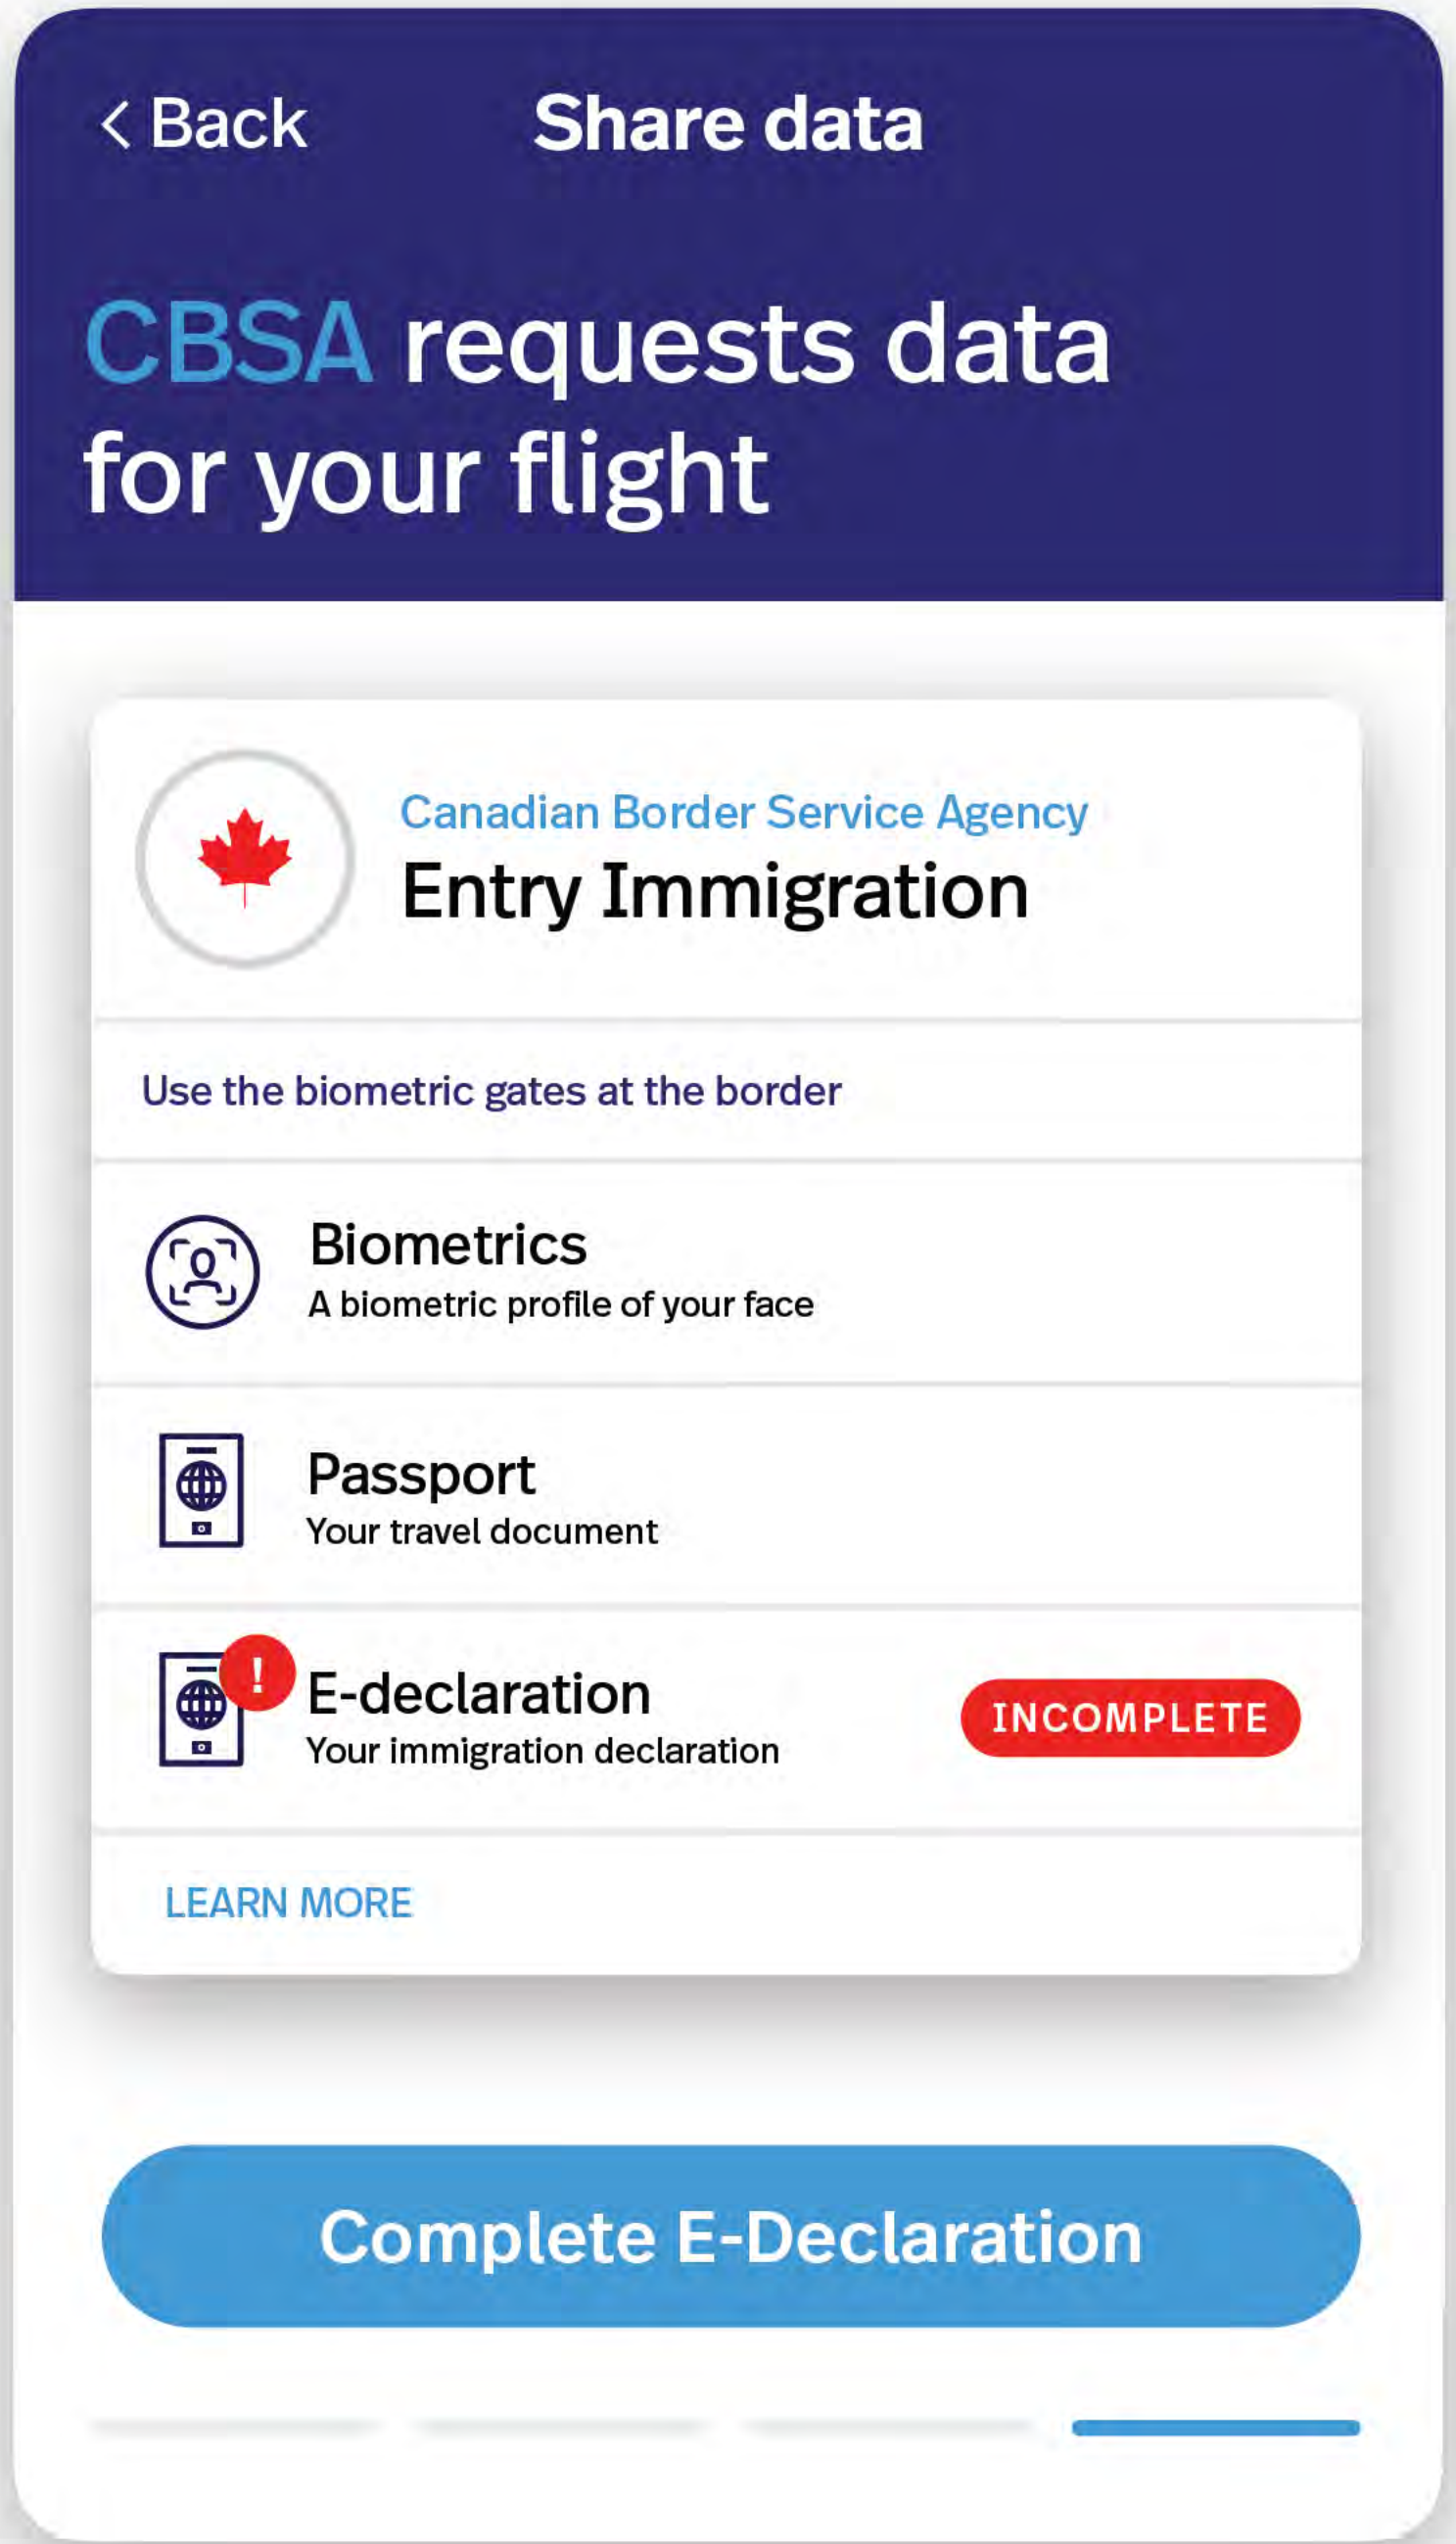 < Back
Share data
CBSA requests data
for your flight
Canadian Border Service Agency
Entry Immigration
Use the biometric gates at the border
Biometrics
A biometric profile of your face
Passport
Your travel document
!
E-declaration
Your immigration declaration
INCOMPLETE
LEARN MORE
Complete E-Declaration